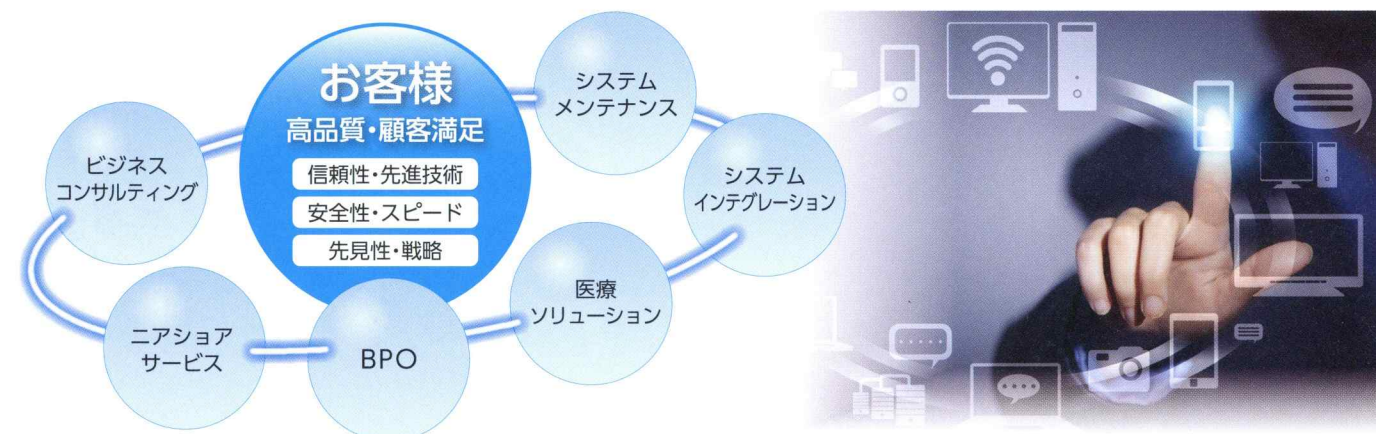 お客様
高品質・顧客満足
信頼性・先進技術
安全性・スピード
先見性・戦略
システム
メンテナンス
システム
インテグレーション
医療
ソリューション
BPO
ニアショア
サービス
ビジネス
コンサルティング